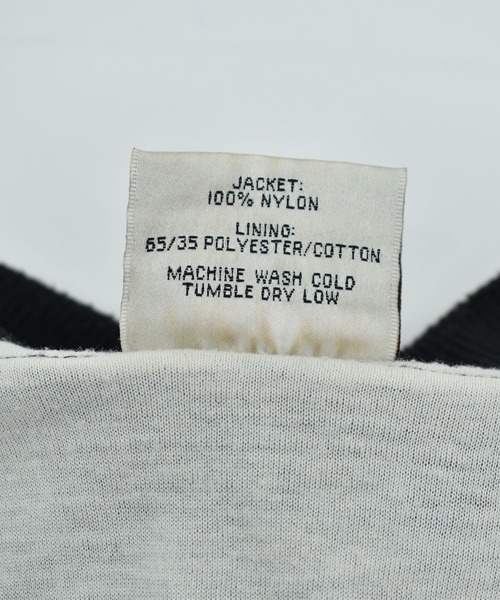 JACKET:
100% NYLON
LINING:
65/35 POLYESTER/COTTON
MACHINE WASH COLD
TUMBLE DRY LOW